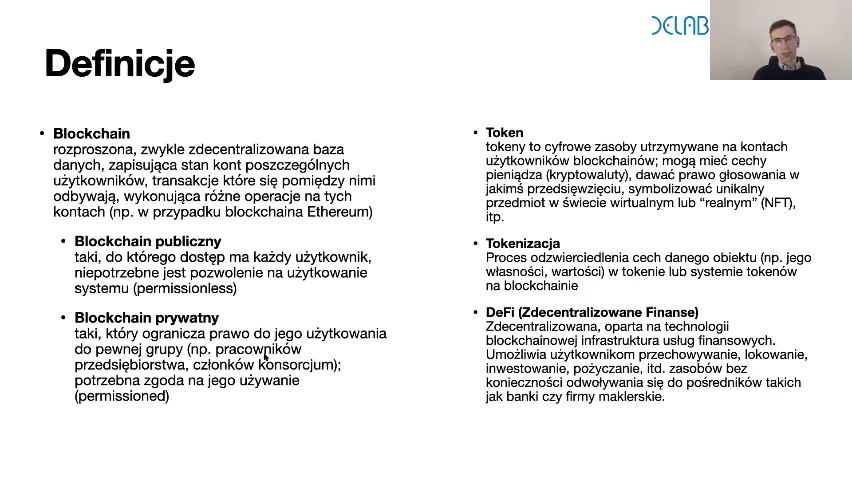 DELAB
Definicje
• Blockchain
rozproszona, zwykle zdecentralizowana baza
danych, zapisująca stan kont poszczególnych
użytkowników, transakcje które się pomiędzy nimi
odbywają, wykonująca różne operacje na tych
kontach (np. w przypadku blockchaina Ethereum)
• Blockchain publiczny
taki, do którego dostęp ma każdy użytkownik,
niepotrzebne jest pozwolenie na użytkowanie
systemu (permissionless)
• Blockchain prywatny
taki, który ogranicza prawo do jego użytkowania
do pewnej grupy (np. pracowników
przedsiębiorstwa, członków konsorcjum);
potrzebna zgoda na jego używanie
(permissioned)
• Token
tokeny to cyfrowe zasoby utrzymywane na kontach
użytkowników blockchainów; mogą mieć cechy
pieniądza (kryptowaluty), dawać prawo głosowania w
jakimś przedsięwzięciu, symbolizować unikalny
przedmiot w świecie wirtualnym lub “realnym” (NFT),
itp.
• Tokenizacja
Proces odzwierciedlenia cech danego obiektu (np. jego
własności, wartości) w tokenie lub systemie tokenów
na blockchainie
• DeFi (Zdecentralizowane Finanse)
Zdecentralizowana, oparta na technologii
blockchainowej infrastruktura usług finansowych.
Umożliwia użytkownikom przechowywanie, lokowanie,
inwestowanie, pożyczanie, itd. zasobów bez
konieczności odwoływania się do pośredników takich
jak banki czy firmy maklerskie.